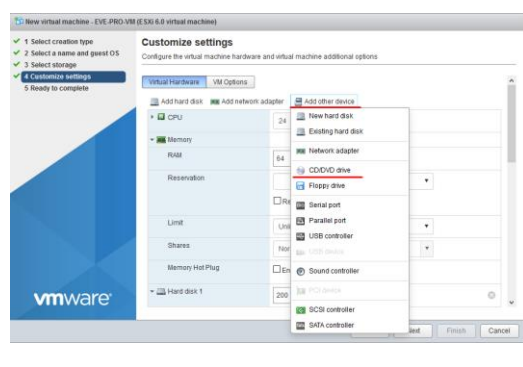 New virtual machine - EVE-PRO-VM (ESXi 6.0 virtual machine)
1 Select creation type
2 Select a name and guest OS
3 Select storage
4 Customize settings
5 Ready to complete
Customize settings
Configure the virtual machine hardware and virtual machine additional options
Virtual Hardware VM Options
Add hard disk Add network adapter Add other device
CPU 24
Memory
RAM 64
Reservation
Limit
Shares
Memory Hot Plug
Hard disk 1 200
New hard disk
Existing hard disk
Network adapter
CD/DVD drive
Floppy drive
Serial port
Parallel port
USB controller
USB device
Sound controller
PCI device
SCSI controller
SATA controller
vmware
Next Finish Cancel